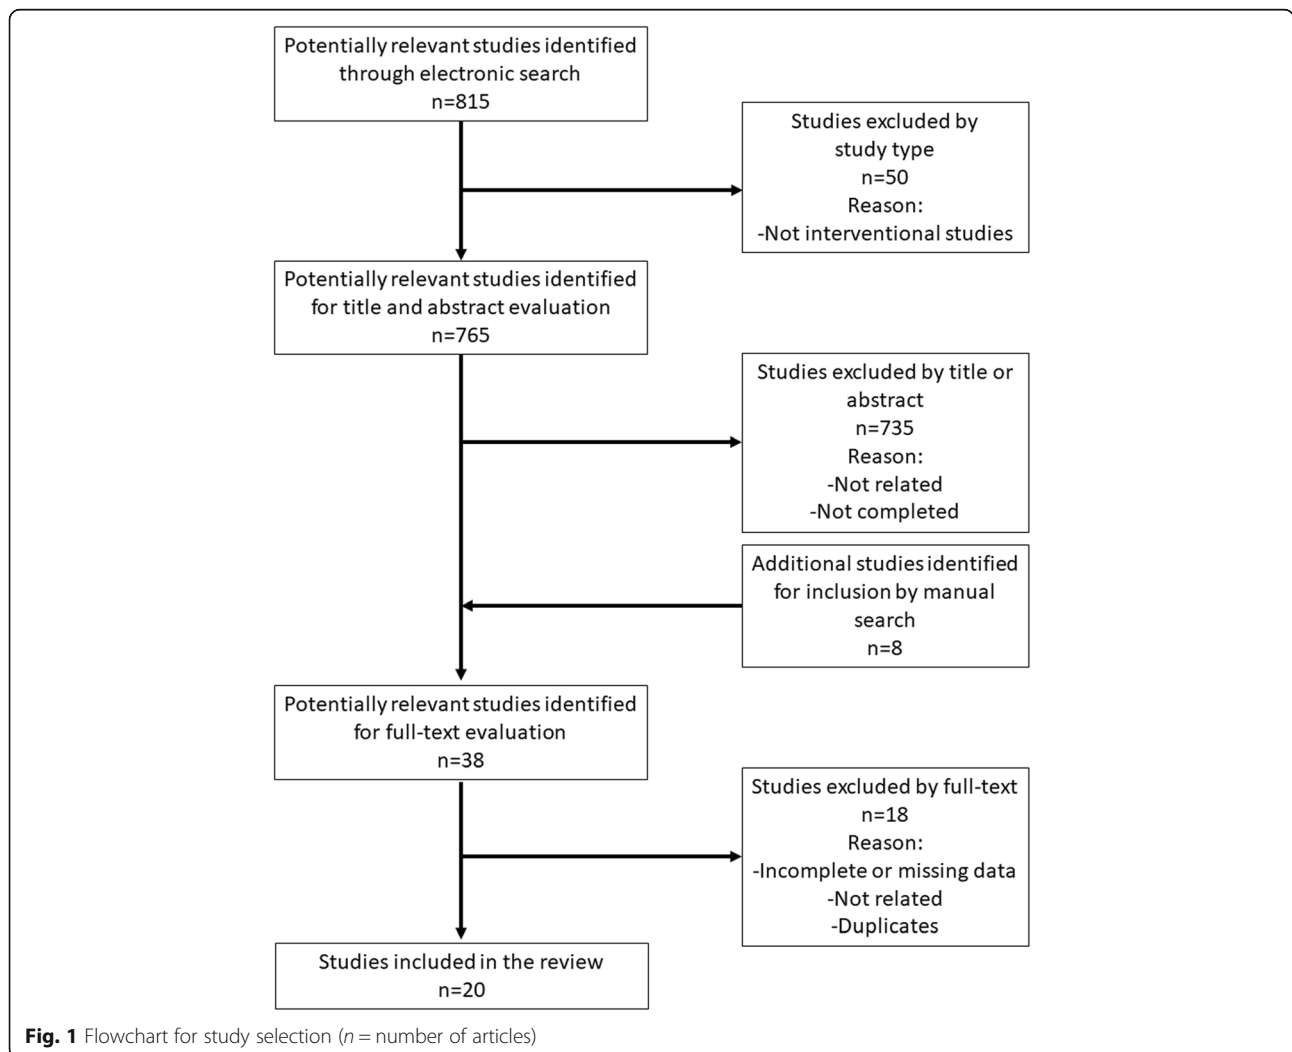 Potentially relevant studies identified
through electronic search
n=815
Studies excluded by
study type
n=50
Reason:
-Not interventional studies
Potentially relevant studies identified
for title and abstract evaluation
n=765
Studies excluded by title or
abstract
n=735
Reason:
-Not related
-Not completed
Additional studies identified
for inclusion by manual
search
n=8
Potentially relevant studies identified
for full-text evaluation
n=38
Studies excluded by full-text
n=18
Reason:
-Incomplete or missing data
-Not related
-Duplicates
Studies included in the review
n=20
Fig. 1 Flowchart for study selection (n = number of articles)